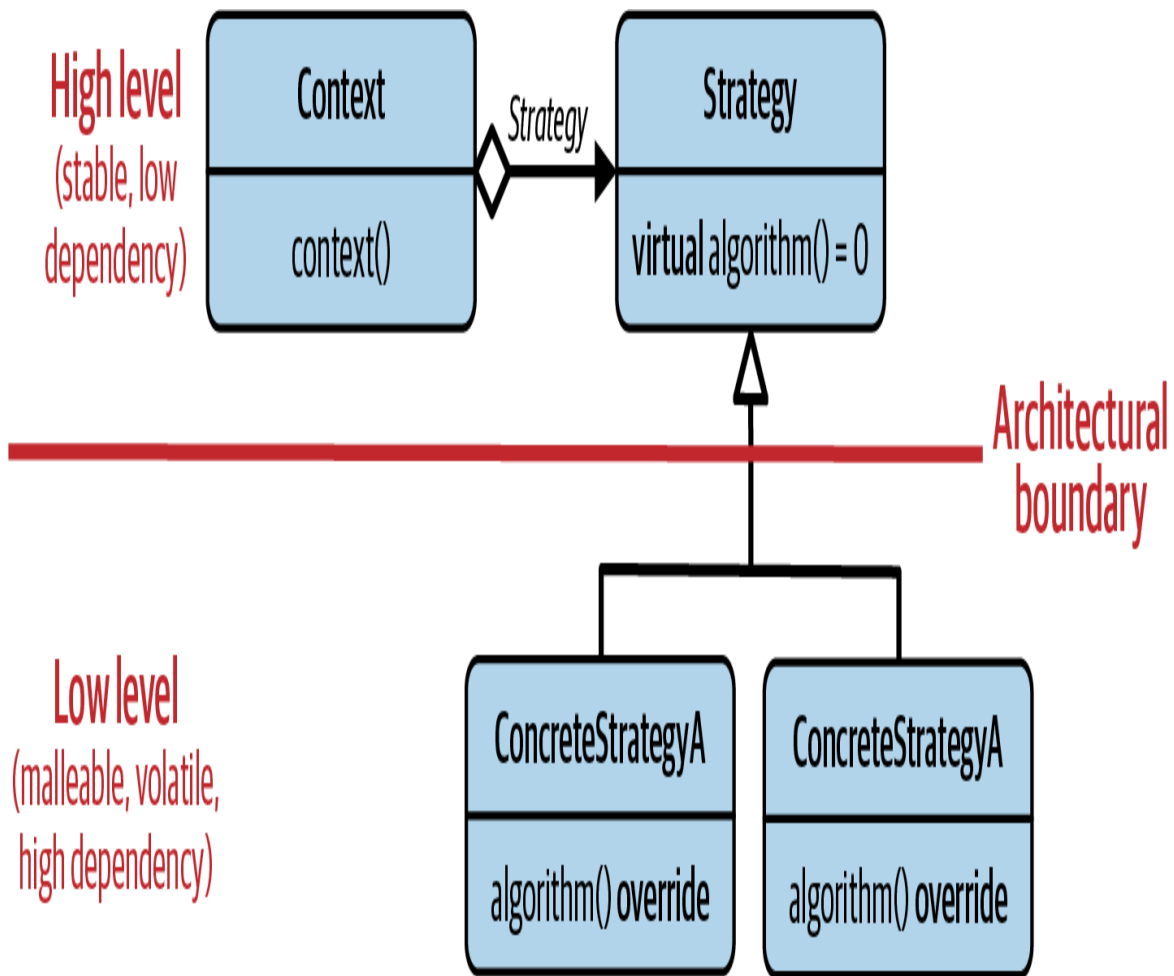 High level
(stable, low
dependency)
Context
context()
Strategy
Strategy
virtual algorithm() = 0
Architectural
boundary
Low level
(malleable, volatile,
high dependency)
ConcreteStrategyA
algorithm() override
ConcreteStrategyA
algorithm() override